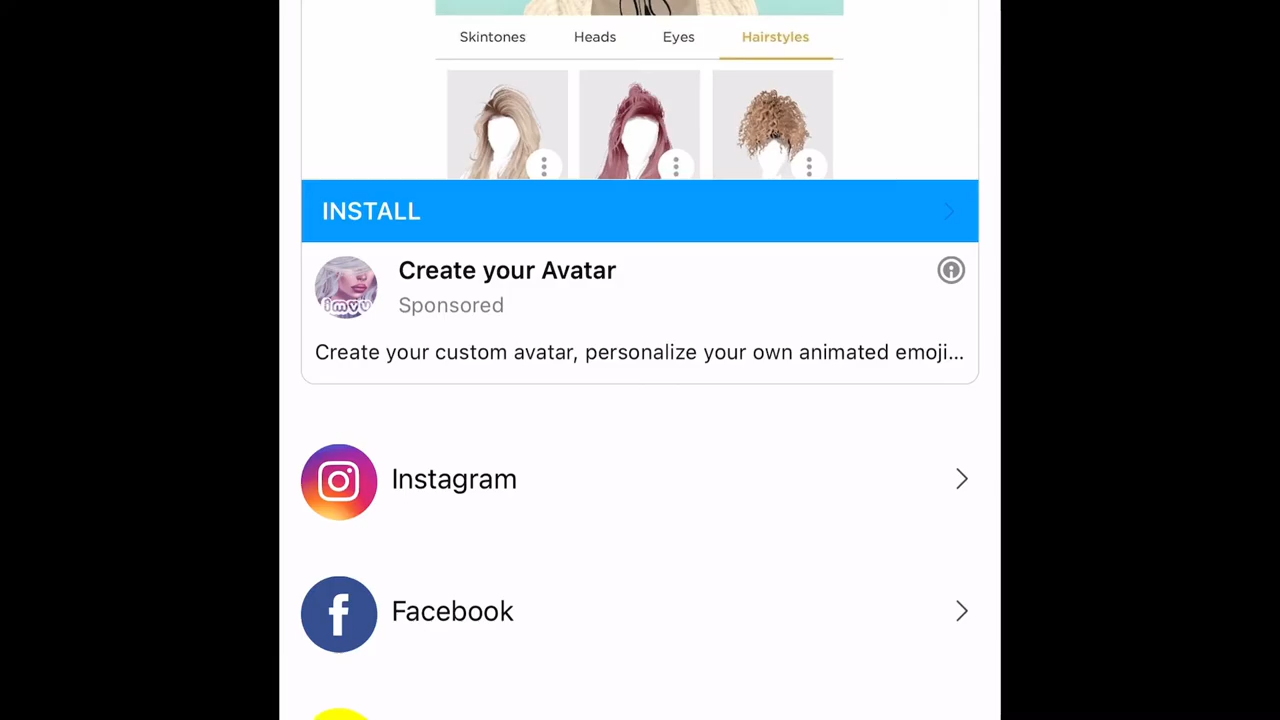 Skintones Heads Eyes Hairstyles
INSTALL
Create your Avatar
Sponsored
imvu
Create your custom avatar, personalize your own animated emoji...
Instagram
Facebook